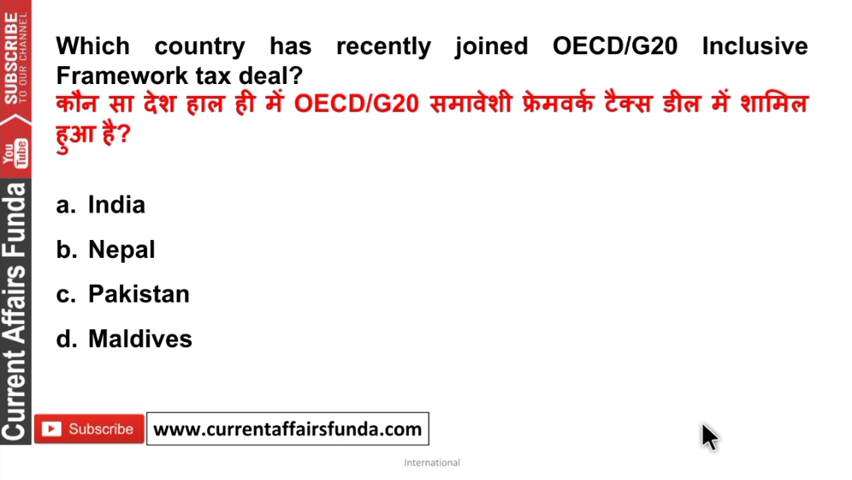 Which country has recently joined OECD/G20 Inclusive
Framework tax deal?
कौन सा देश हाल ही में OECD/G20 समावेशी फ्रेमवर्क टैक्स डील में शामिल
हुआ है?
a. India
b. Nepal
c. Pakistan
d. Maldives
Subscribe
www.currentaffairsfunda.com
International
SUBSCRIBE
TO OUR CHANNEL
You Tube
Current Affairs Funda